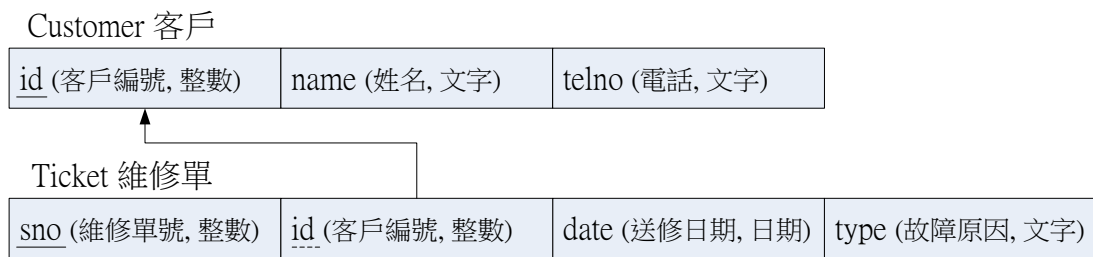 Customer 客戶
id (客戶編號, 整數) name (姓名, 文字) telno (電話, 文字)
Ticket 維修單
sno (維修單號, 整數) id (客戶編號, 整數) date (送修日期, 日期) type (故障原因, 文字)